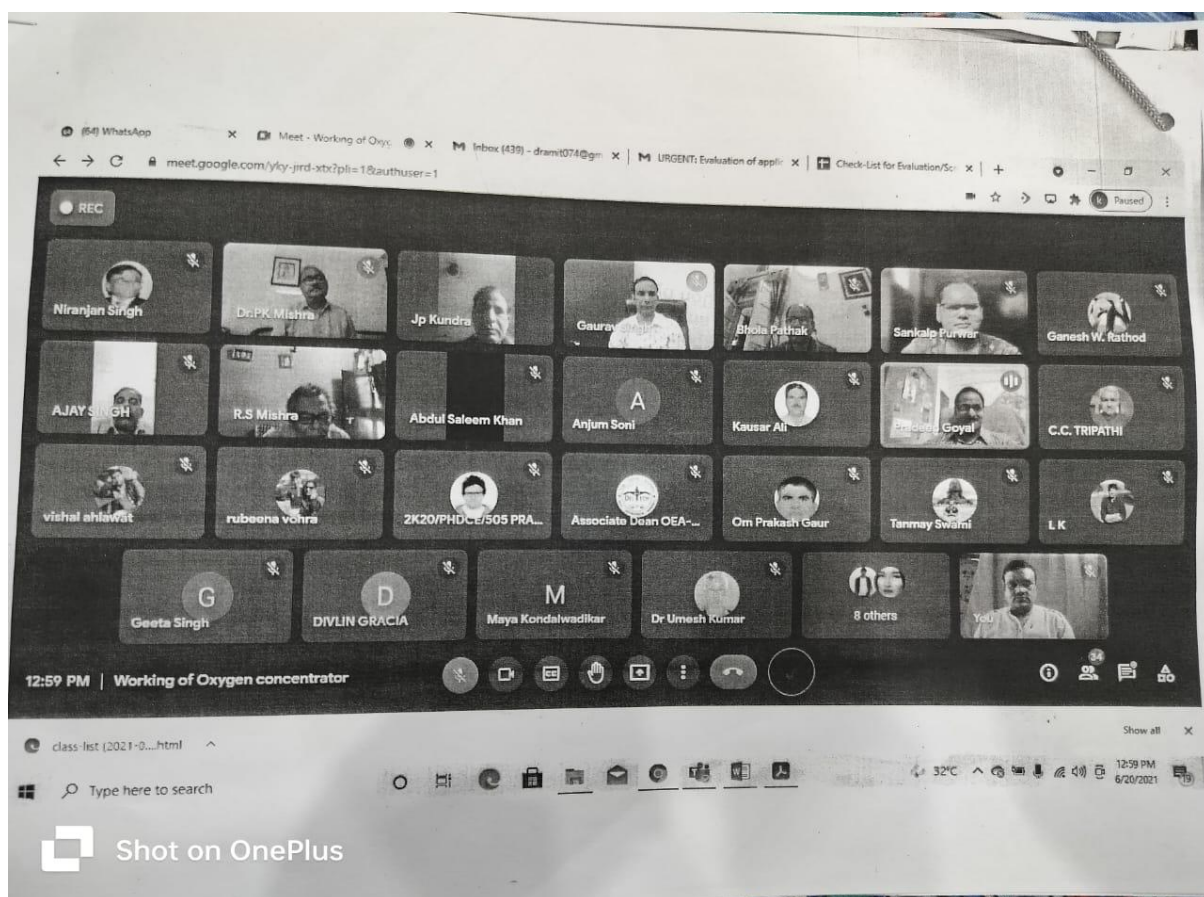 (64) WhatsApp
Meet - Working of Oxyg
Inbox (439) - dramit074@gm
URGENT: Evaluation of applic
Check-List for Evaluation/Scr
meet.google.com/yky-jird-xtx?pli=1&authuser=1
k Paused
REC
Niranjan Singh
Dr.PK Mishra
Jp Kundra
Gaurav
Bhola Pathak
Sankalp Purwar
Ganesh W. Rathod
AJAY SINGH
R.S Mishra
Abdul Saleem Khan
A
Anjum Soni
Kausar Ali
Pradeep Goyal
C.C. TRIPATHI
vishal ahlawat
rubeena vohra
2K20/PHDCE/505 PRA...
Associate Dean OEA-...
Om Prakash Gaur
Tanmay Swami
L K
G
Geeta Singh
D
DIVLIN GRACIA
M
Maya Kondalwadikar
Dr Umesh Kumar
8 others
You
34
12:59 PM | Working of Oxygen concentrator
class-list (2021-0....html
Show all
Type here to search
32°C
12:59 PM
6/20/2021
19
Shot on OnePlus